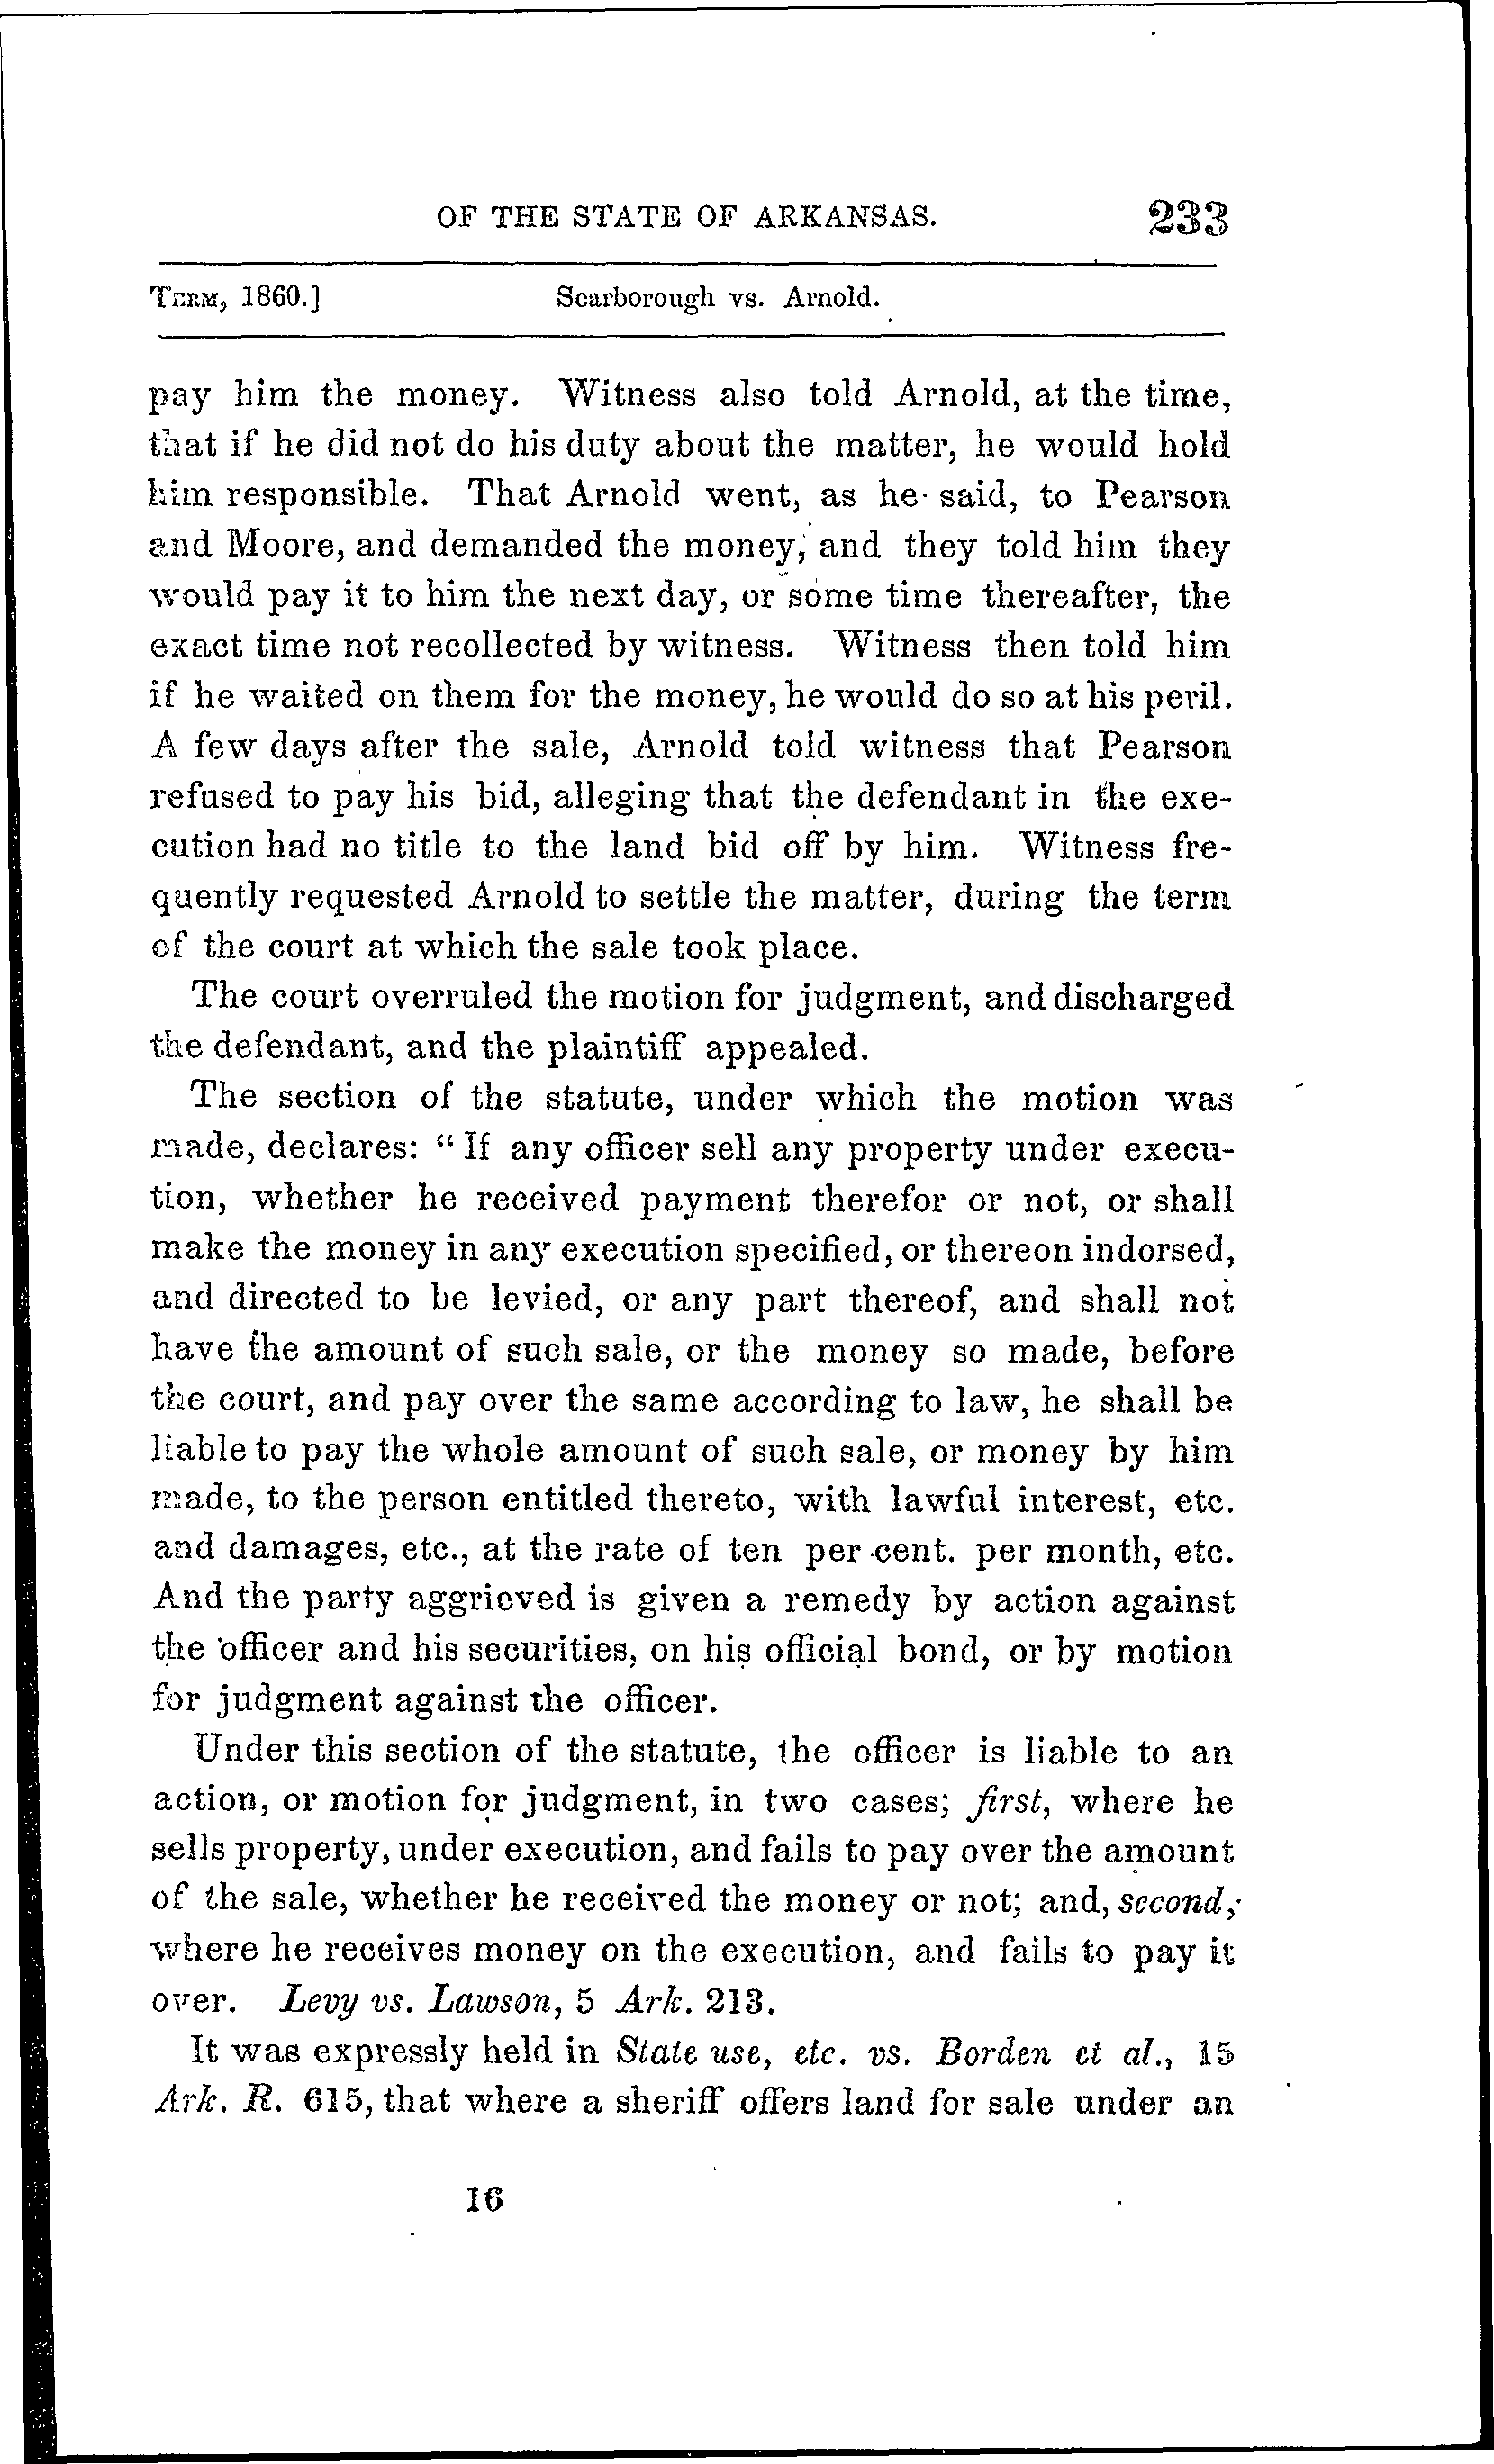 OF THE STATE OF ARKANSAS. 233
TERM, 1860.] Scarborough vs. Arnold.
pay him the money. Witness also told Arnold, at the time,
that if he did not do his duty about the matter, he would hold
him responsible. That Arnold went, as he said, to Pearson
and Moore, and demanded the money, and they told him they
would pay it to him the next day, or some time thereafter, the
exact time not recollected by witness. Witness then told him
if he waited on them for the money, he would do so at his peril.
A few days after the sale, Arnold told witness that Pearson
refused to pay his bid, alleging that the defendant in the exe-
cution had no title to the land bid off by him. Witness fre-
quently requested Arnold to settle the matter, during the term
of the court at which the sale took place.
The court overruled the motion for judgment, and discharged
the defendant, and the plaintiff appealed.
The section of the statute, under which the motion was
made, declares: "If any officer sell any property under execu-
tion, whether he received payment therefor or not, or shall
make the money in any execution specified, or thereon indorsed,
and directed to be levied, or any part thereof, and shall not
have the amount of such sale, or the money so made, before
the court, and pay over the same according to law, he shall be
liable to pay the whole amount of such sale, or money by him
made, to the person entitled thereto, with lawful interest, etc.
and damages, etc., at the rate of ten per cent. per month, etc.
And the party aggrieved is given a remedy by action against
the officer and his securities, on his official bond, or by motion
for judgment against the officer.
Under this section of the statute, the officer is liable to an
action, or motion for judgment, in two cases; first, where he
sells property, under execution, and fails to pay over the amount
of the sale, whether he received the money or not; and, second,
where he receives money on the execution, and fails to pay it
over. Levy vs. Lawson, 5 Ark. 213.
It was expressly held in State use, etc. vs. Borden et al., 15
Ark. R. 615, that where a sheriff offers land for sale under an
16